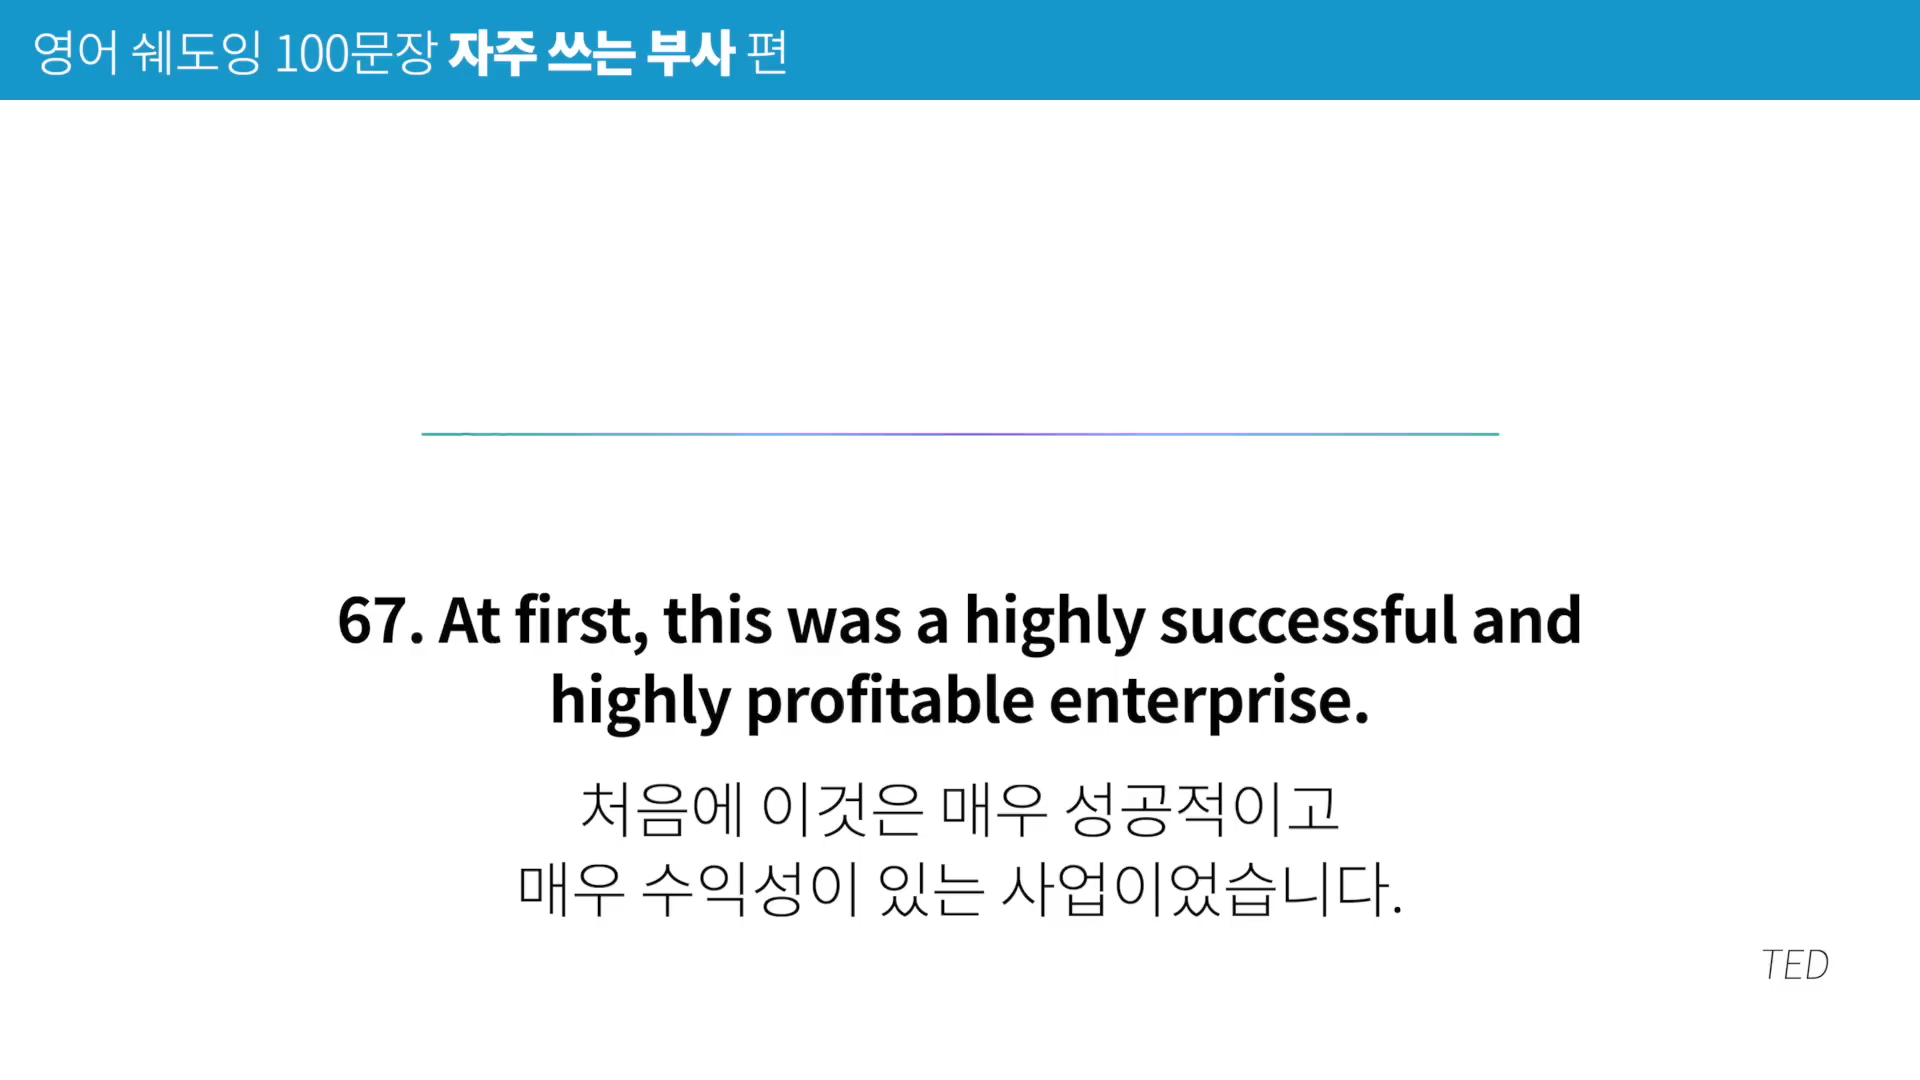 영어 쉐도잉 100문장 자주 쓰는 부사 편
67. At first, this was a highly successful and
highly profitable enterprise.
처음에 이것은 매우 성공적이고
매우 수익성이 있는 사업이었습니다.
TED